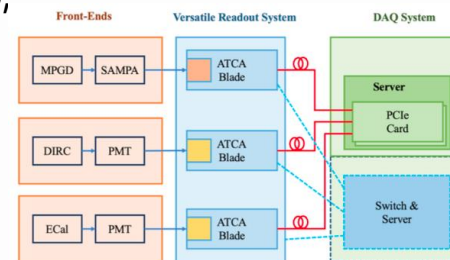 Front-Ends
Versatile Readout System
DAQ System
MPGD
SAMPA
ATCA
Blade
Server
PCIe
Card
DIRC
PMT
ATCA
Blade
Switch &
Server
ECal
PMT
ATCA
Blade